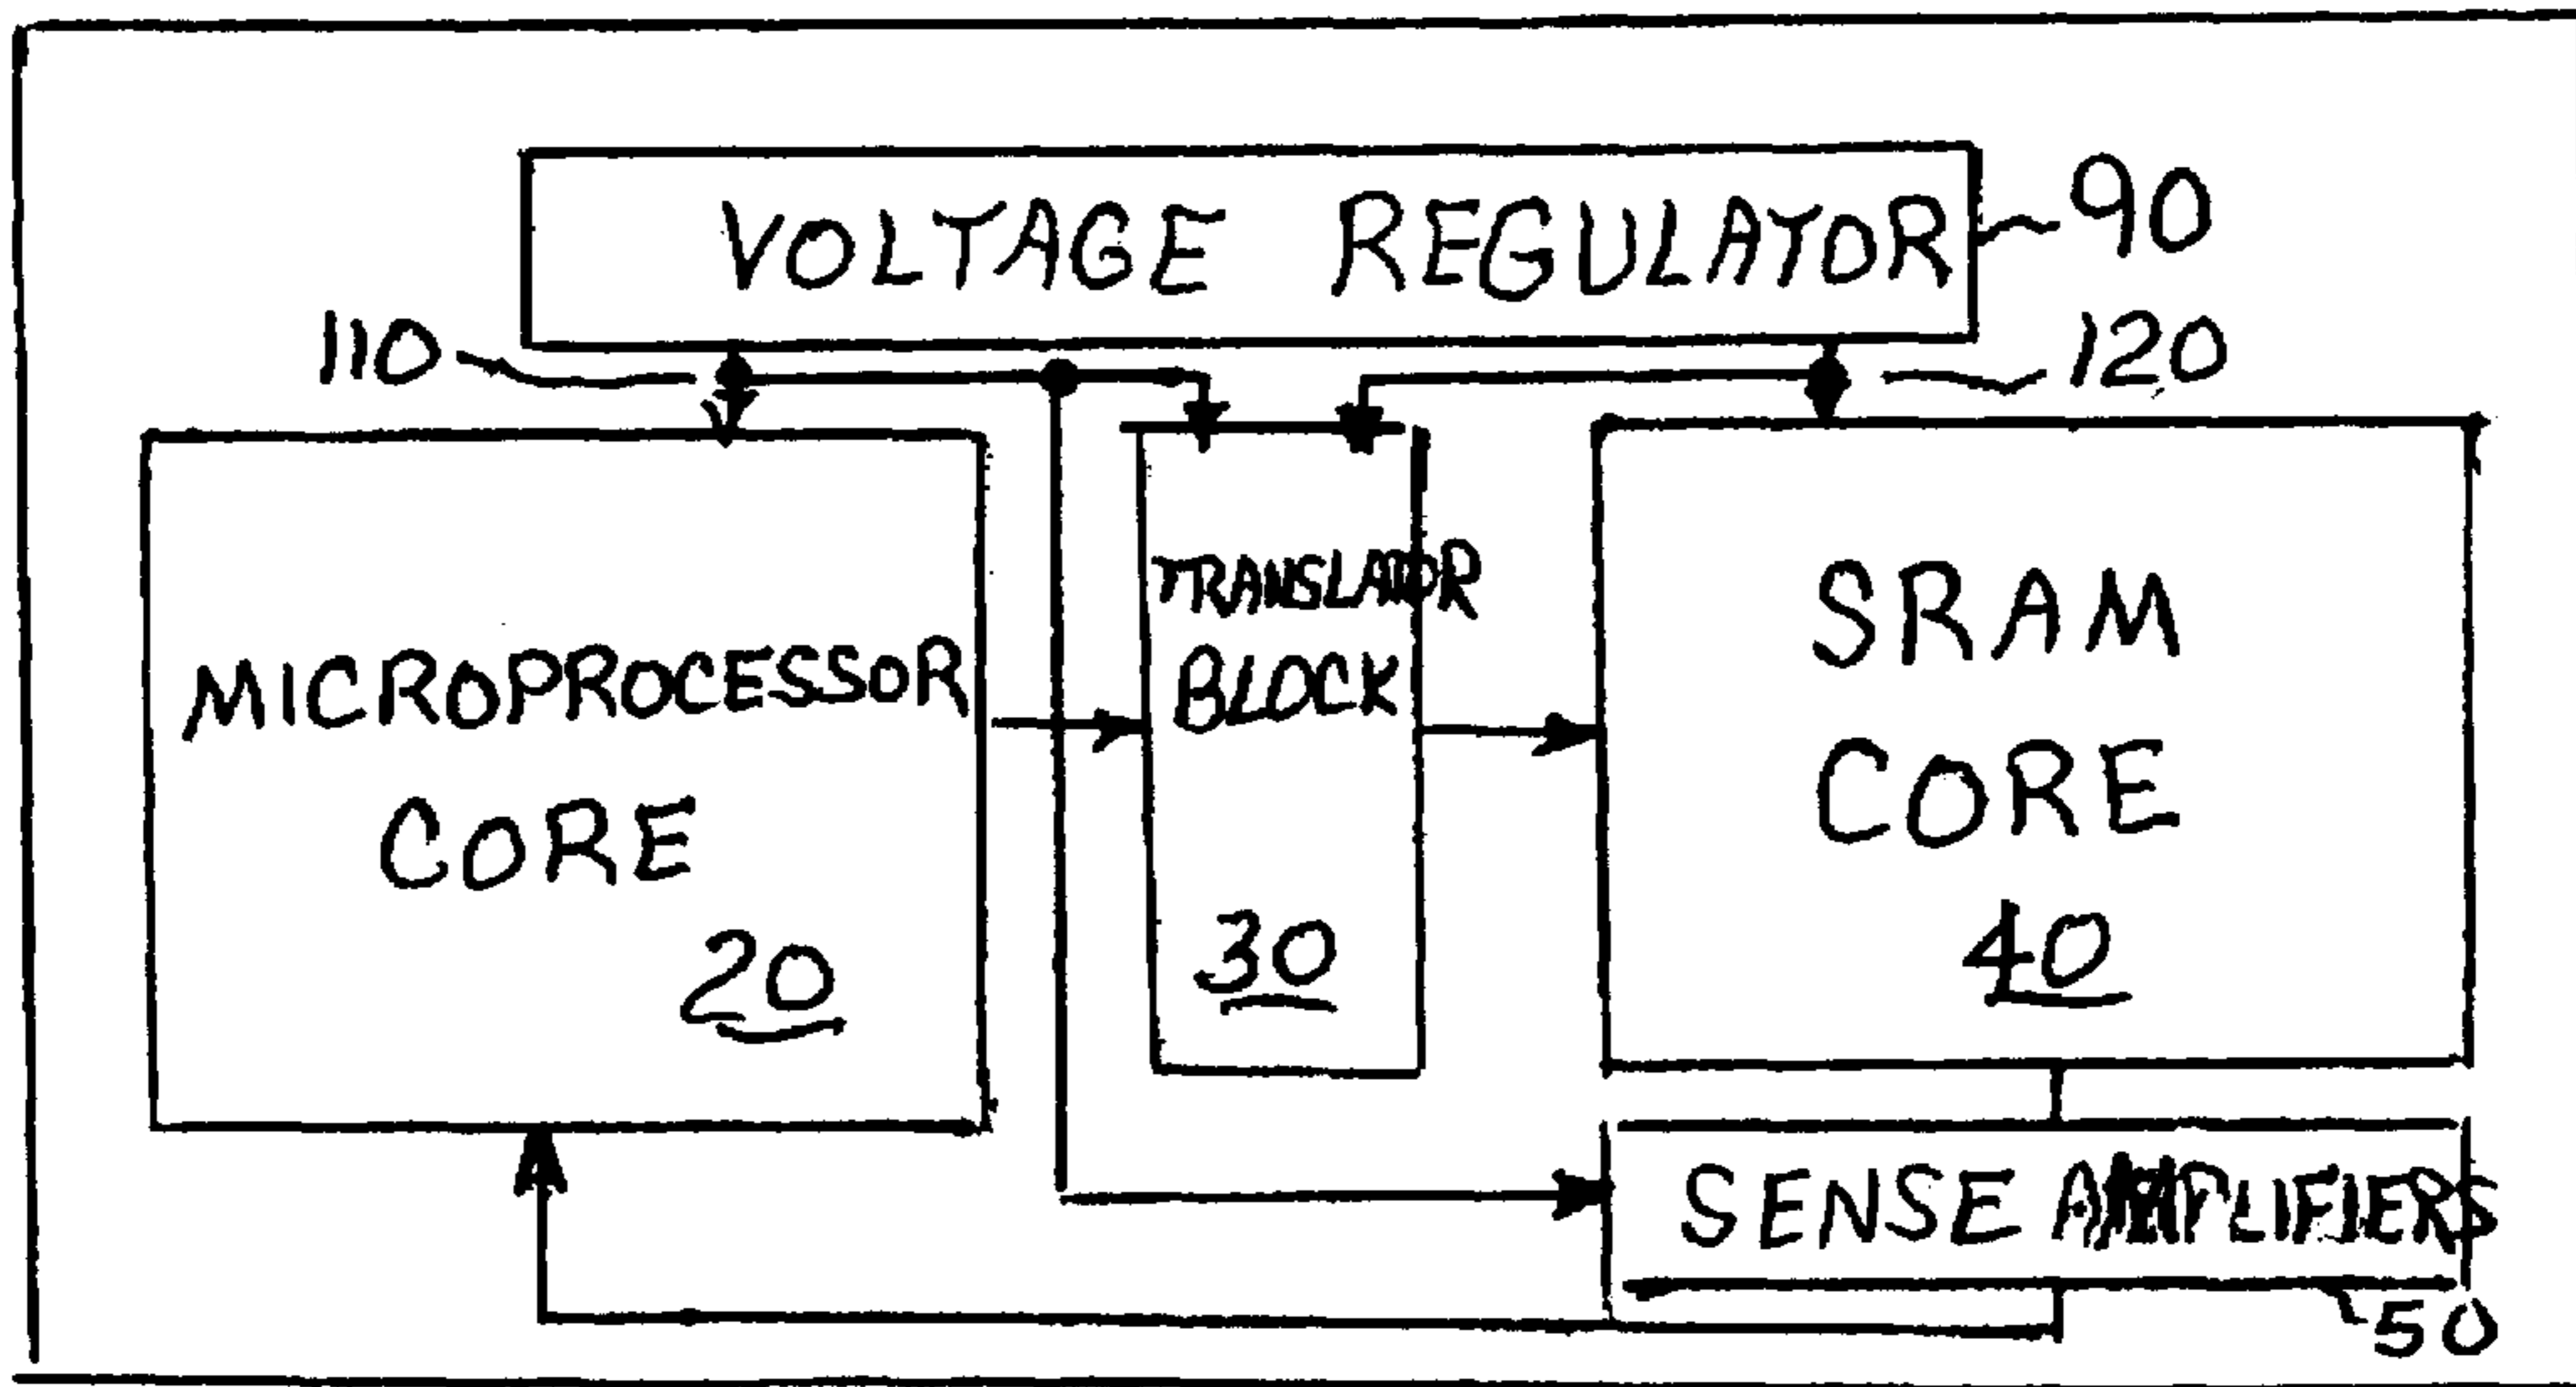 VOLTAGE REGULATOR
90
110
120
MICROPROCESSOR
CORE
20
TRANSLATOR
BLOCK
30
SRAM
CORE
40
SENSE AMPLIFIERS
50